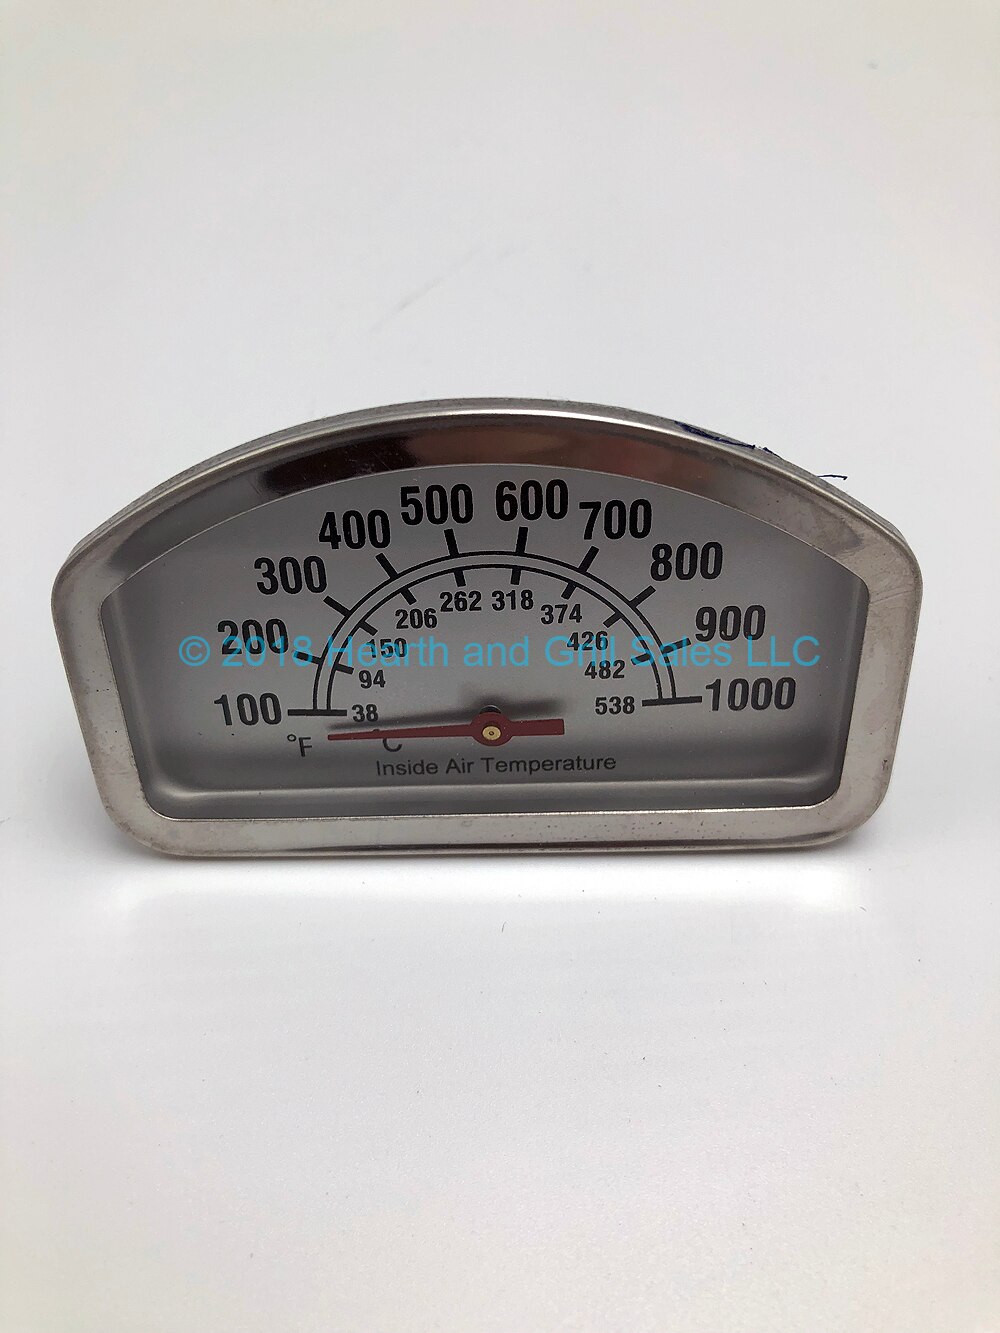 500 600
400 700
300 800
262 318
206 374
200 900
150 426
© 2018 Hearth and Grill Sales LLC
94 482
100 38 538 1000
°F °C
Inside Air Temperature